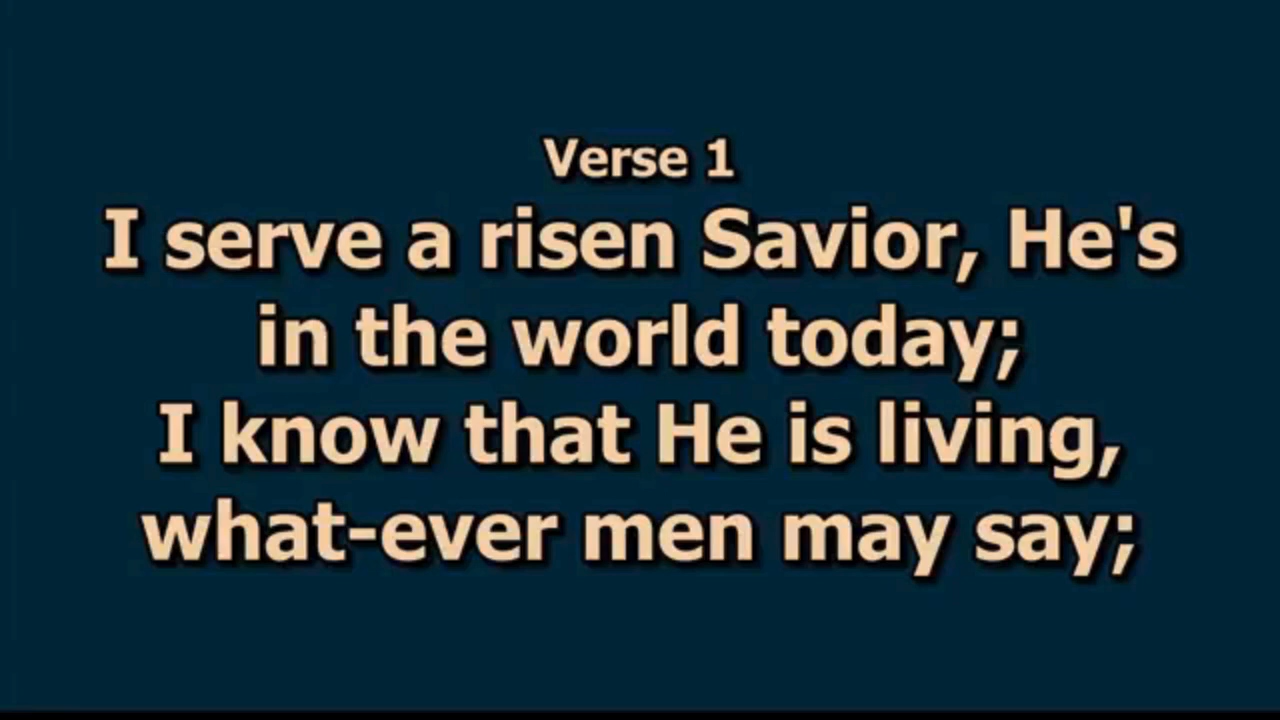 Verse 1
I serve a risen Savior, He's
in the world today;
I know that He is living,
what-ever men may say;